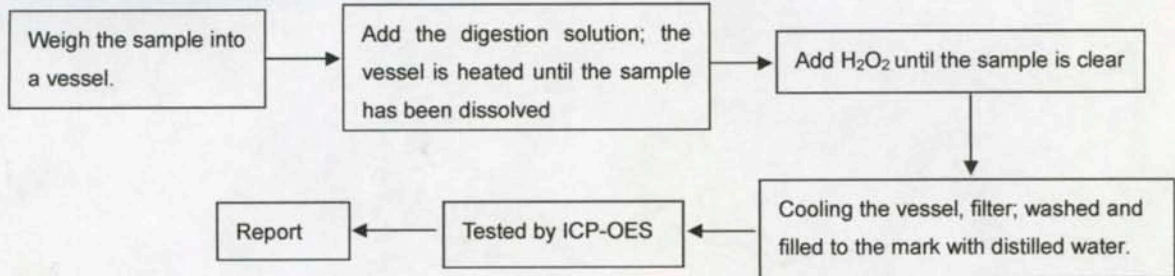 Weigh the sample into
a vessel.
Add the digestion solution; the
vessel is heated until the sample
has been dissolved
Add H₂O₂ until the sample is clear
Cooling the vessel, filter; washed and
filled to the mark with distilled water.
Tested by ICP-OES
Report